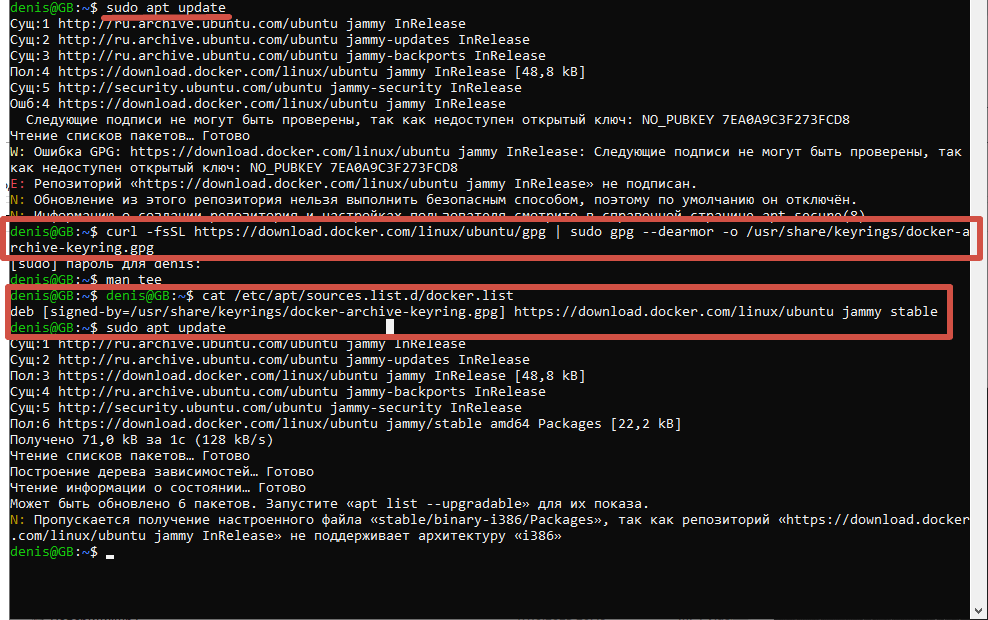 denis@GB:~$ sudo apt update
Сущ:1 http://ru.archive.ubuntu.com/ubuntu jammy InRelease
Сущ:2 http://ru.archive.ubuntu.com/ubuntu jammy-updates InRelease
Сущ:3 http://ru.archive.ubuntu.com/ubuntu jammy-backports InRelease
Пол:4 https://download.docker.com/linux/ubuntu jammy InRelease [48,8 kB]
Сущ:5 http://security.ubuntu.com/ubuntu jammy-security InRelease
Ошб:4 https://download.docker.com/linux/ubuntu jammy InRelease
Следующие подписи не могут быть проверены, так как недоступен открытый ключ: NO_PUBKEY 7EA0A9C3F273FCD8
Чтение списков пакетов… Готово
W: Ошибка GPG: https://download.docker.com/linux/ubuntu jammy InRelease: Следующие подписи не могут быть проверены, так
как недоступен открытый ключ: NO_PUBKEY 7EA0A9C3F273FCD8
E: Репозиторий «https://download.docker.com/linux/ubuntu jammy InRelease» не подписан.
N: Обновление из этого репозитория нельзя выполнить безопасным способом, поэтому по умолчанию он отключён.
N: Информацию о создании репозитория и настройках пользователя смотрите в справочной странице apt-secure(8).
denis@GB:~$ curl -fsSL https://download.docker.com/linux/ubuntu/gpg | sudo gpg --dearmor -o /usr/share/keyrings/docker-a
rchive-keyring.gpg
[sudo] пароль для denis:
denis@GB:~$ man tee
denis@GB:~$ denis@GB:~$ cat /etc/apt/sources.list.d/docker.list
deb [signed-by=/usr/share/keyrings/docker-archive-keyring.gpg] https://download.docker.com/linux/ubuntu jammy stable
denis@GB:~$ sudo apt update
Сущ:1 http://ru.archive.ubuntu.com/ubuntu jammy InRelease
Сущ:2 http://ru.archive.ubuntu.com/ubuntu jammy-updates InRelease
Пол:3 https://download.docker.com/linux/ubuntu jammy InRelease [48,8 kB]
Сущ:4 http://ru.archive.ubuntu.com/ubuntu jammy-backports InRelease
Сущ:5 http://security.ubuntu.com/ubuntu jammy-security InRelease
Пол:6 https://download.docker.com/linux/ubuntu jammy/stable amd64 Packages [22,2 kB]
Получено 71,0 kB за 1с (128 kB/s)
Чтение списков пакетов… Готово
Построение дерева зависимостей… Готово
Чтение информации о состоянии… Готово
Может быть обновлено 6 пакетов. Запустите «apt list --upgradable» для их показа.
N: Пропускается получение настроенного файла «stable/binary-i386/Packages», так как репозиторий «https://download.docker
.com/linux/ubuntu jammy InRelease» не поддерживает архитектуру «i386»
denis@GB:~$